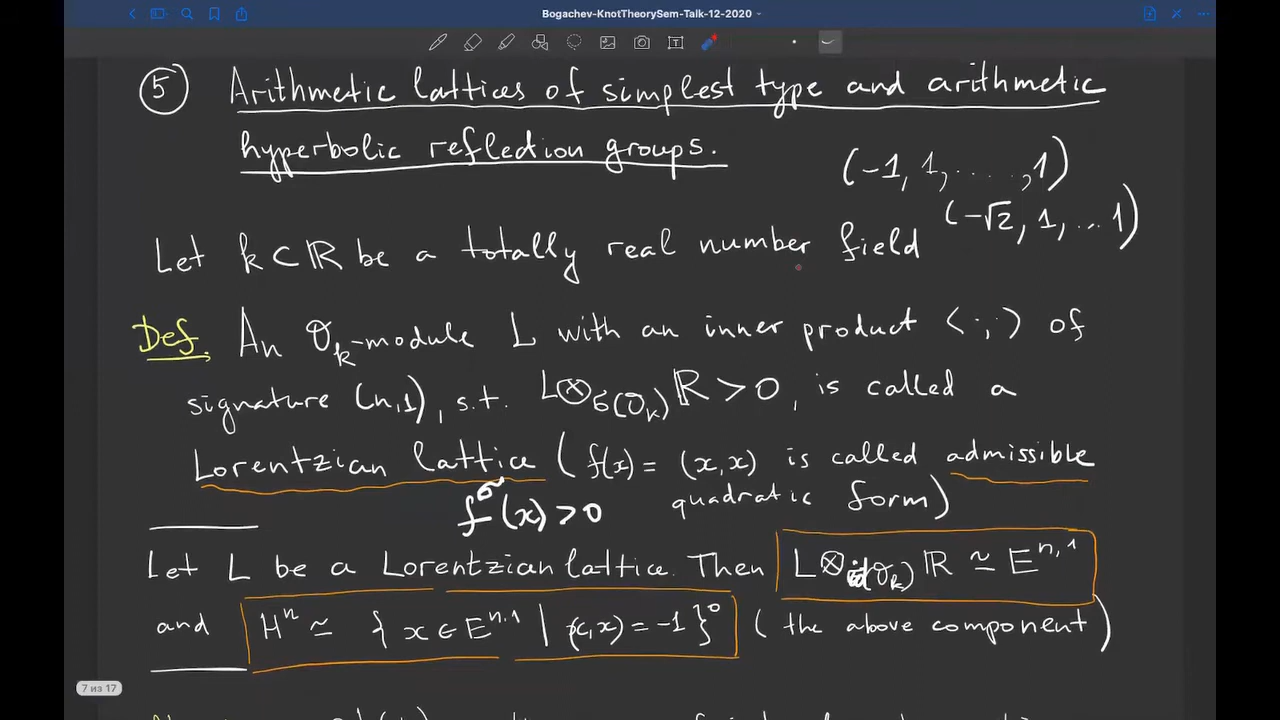 Bogachev-KnotTheorySem-Talk-12-2020
⑤ Arithmetic lattices of simplest type and arithmetic
hyperbolic reflection groups.
(-1, 1, ....., 1)
(-√2, 1, ... 1)
Let k ⊂ ℝ be a totally real number field
Def. An O_k-module L with an inner product <·,·> of
signature (n,1), s.t. L ⊗_σ(O_k) ℝ > 0, is called a
Lorentzian lattice (f(x) = (x,x) is called admissible
f^σ(x) > 0 quadratic form)
Let L be a Lorentzian lattice. Then L ⊗_id(O_k) ℝ ≃ E^n,1
and H^n ≃ { x ∈ E^n,1 | (x,x) = -1 }^0 (the above component)
7 из 17